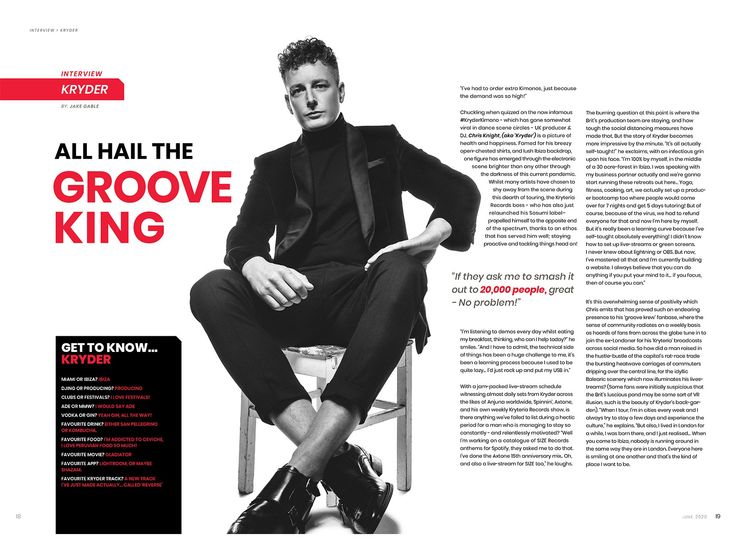 INTERVIEW > KRYDER
INTERVIEW
KRYDER
BY: JAKE GABLE
ALL HAIL THE
GROOVE
KING
GET TO KNOW...
KRYDER
MIAMI OR IBIZA? IBIZA
DJING OR PRODUCING? PRODUCING
CLUBS OR FESTIVALS? I LOVE FESTIVALS!
ADE OR MMW? I WOULD SAY ADE
VODKA OR GIN? YEAH GIN, ALL THE WAY!
FAVOURITE DRINK? EITHER SAN PELLEGRINO
OR KOMBUCHA.
FAVOURITE FOOD? I'M ADDICTED TO CEVICHE,
I LOVE PERUVIAN FOOD SO MUCH!
FAVOURITE MOVIE? GLADIATOR
FAVOURITE APP? LIGHTROOM, OR MAYBE
SHAZAM.
FAVOURITE KRYDER TRACK? A NEW TRACK
I'VE JUST MADE ACTUALLY... CALLED 'REVERSE'
"I've had to order extra Kimonos, just because
the demand was so high!"
Chuckling when quizzed on the now infamous
#KryderKimano - which has gone somewhat
viral in dance scene circles - UK producer &
DJ, Chris Knight, (aka 'Kryder') is a picture of
health and happiness. Famed for his breezy
open-chested shirts, and lush Ibiza backdrop,
one figure has emerged through the electronic
scene brighter than any other through
the darkness of this current pandemic.
Whilst many artists have chosen to
shy away from the scene during
this dearth of touring, the Kryteria
Records boss - who has also just
relaunched his Sosumi label-
propelled himself to the opposite end
of the spectrum, thanks to an ethos
that has served him well; staying
proactive and tackling things head on!
"If they ask me to smash it
out to 20,000 people, great
- No problem!"
"I'm listening to demos every day whilst eating
my breakfast, thinking, who can I help today?" he
smiles. "And I have to admit, the technical side
of things has been a huge challenge to me, it's
been a learning process because I used to be
quite lazy... I'd just rock up and put my USB in."
With a jam-packed live-stream schedule
witnessing almost daily sets from Kryder across
the likes of Anjuna worldwide, Spinnin', Axtone,
and his own weekly Kryteria Records show, is
there anything we've failed to list during a hectic
period for a man who is managing to stay so
constantly - and relentlessly motivated? "Well
I'm working on a catalogue of SIZE Records
anthems for Spotify, they asked me to do that.
I've done the Axtone 15th anniversary mix. Oh,
and also a live-stream for SIZE too," he laughs.
The burning question at this point is where the
Brit's production team are staying, and how
tough the social distancing measures have
made that. But the story of Kryder becomes
more impressive by the minute. "It's all actually
self-taught!" he exclaims, with an infectious grin
upon his face. "I'm 100% by myself, in the middle
of a 30 acre-forest in Ibiza. I was speaking with
my business partner actually and we're gonna
start running these retreats out here... Yoga,
fitness, cooking, art, we actually set up a produc-
er bootcamp too where people would come
over for 7 nights and get 5 days tutoring! But of
course, because of the virus, we had to refund
everyone for that and now I'm here by myself.
But it's really been a learning curve because I've
self-taught absolutely everything! I didn't know
how to set up live-streams or green screens.
I never knew about lightning or OBS. But now,
I've mastered all that and I'm currently building
a website. I always believe that you can do
anything if you put your mind to it... if you focus,
then of course you can."
It's this overwhelming sense of positivity which
Chris emits that has proved such an endearing
presence to his 'groove krew' fanbase, where the
sense of community radiates on a weekly basis
as hoards of fans from across the globe tune in to
join the ex-Londoner for his 'Kryteria' broadcasts
across social media. So how did a man raised in
the hustle-bustle of the capital's rat-race trade
the bursting heatwave carriages of commuters
dripping over the central line, for the idyllic
Baleric scenery which now illuminates his lives-
treams? (Some fans were initially suspicious that
the Brit's luscious pond may be some sort of VR
illusion, such is the beauty of Kryder's back-gar-
den). "When I tour, I'm in cities every week and I
always try to stay a few days and experience the
culture," he explains, "But also, I lived in London for
a while, I was born there, and I just realised... When
you come to Ibiza, nobody is running around in
the same way they are in London. Everyone here
is smiling at one another and that's the kind of
place I want to be.
18
JUNE 2020 19